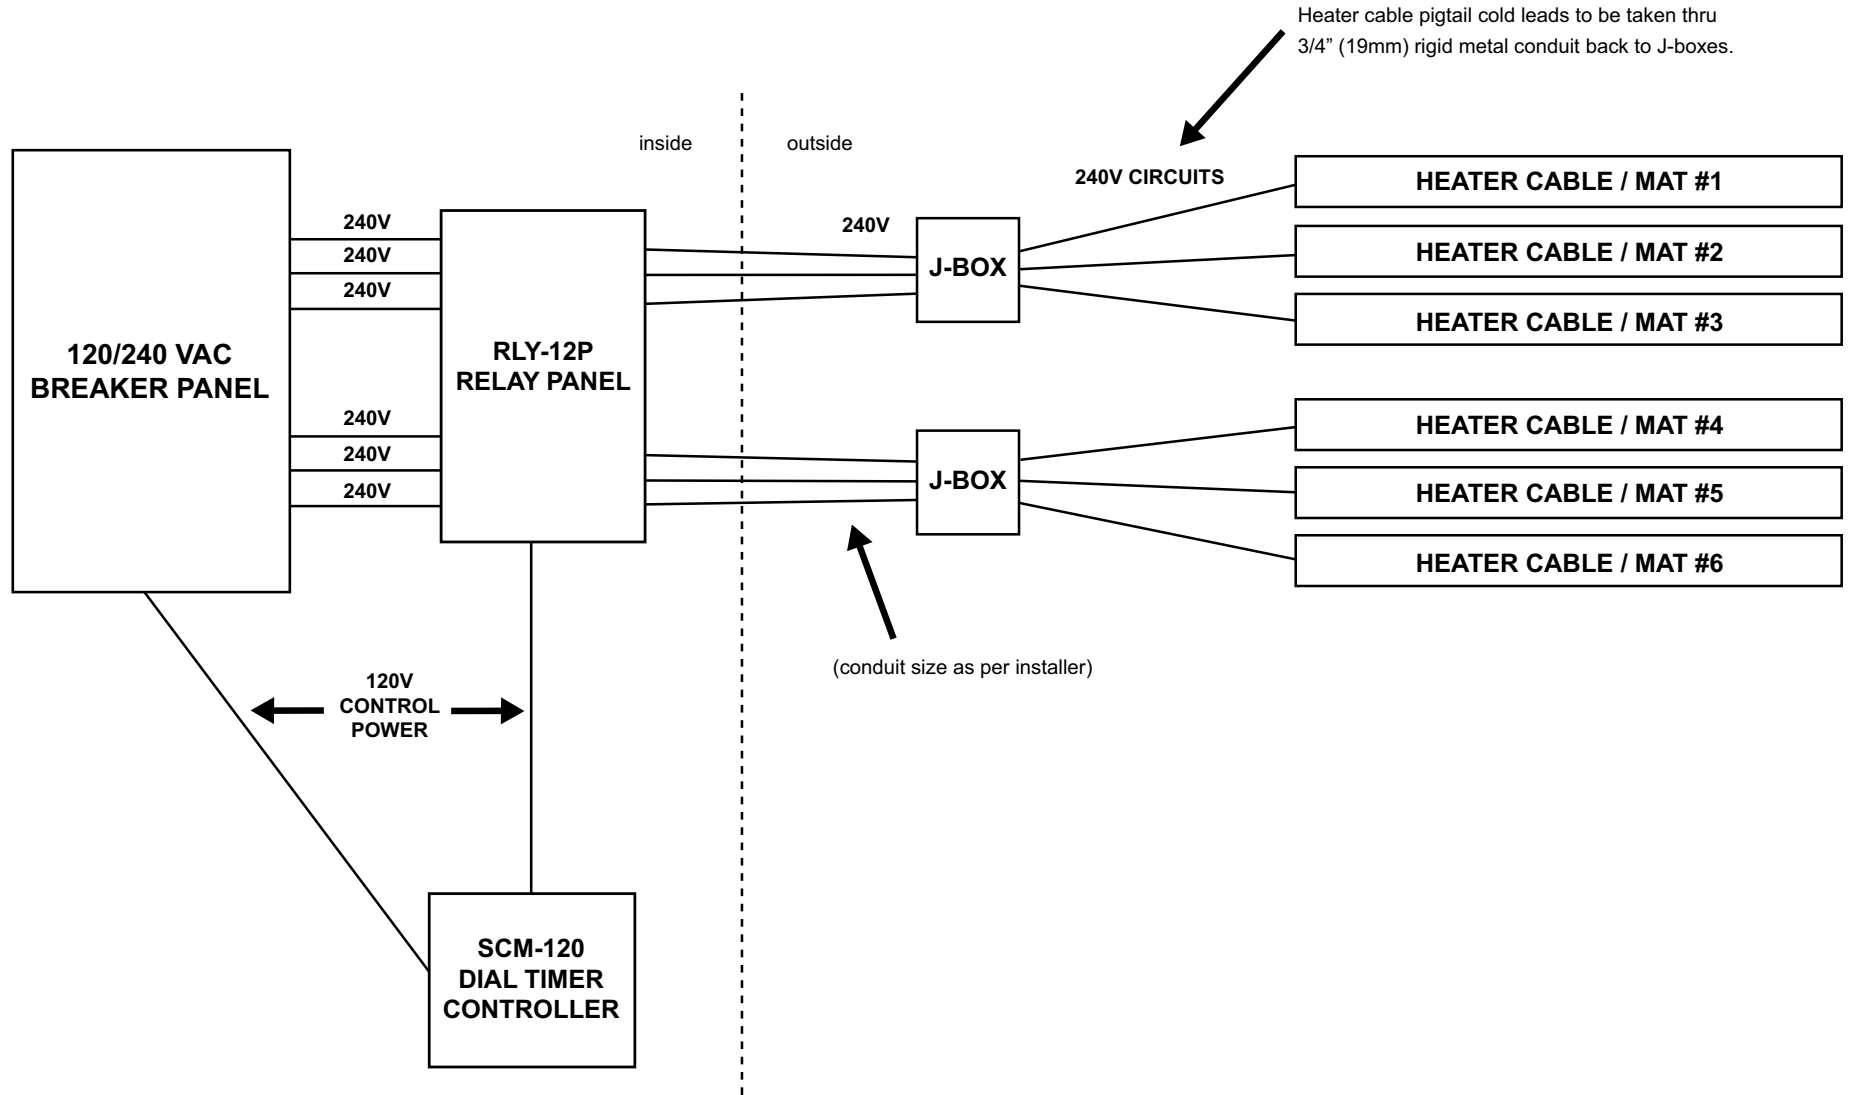 Heater cable pigtail cold leads to be taken thru
3/4” (19mm) rigid metal conduit back to J-boxes.
inside
outside
240V CIRCUITS
240V
240V
240V
240V
120/240 VAC
BREAKER PANEL
RLY-12P
RELAY PANEL
J-BOX
HEATER CABLE / MAT #1
HEATER CABLE / MAT #2
HEATER CABLE / MAT #3
240V
240V
240V
J-BOX
HEATER CABLE / MAT #4
HEATER CABLE / MAT #5
HEATER CABLE / MAT #6
(conduit size as per installer)
120V
CONTROL
POWER
SCM-120
DIAL TIMER
CONTROLLER